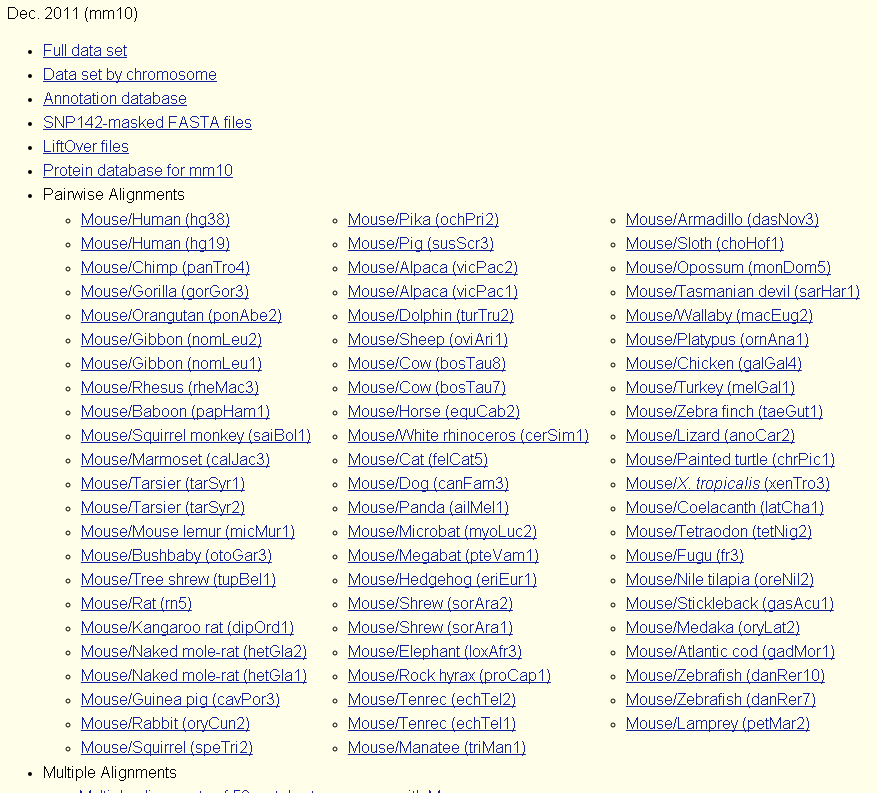 Dec. 2011 (mm10)
Full data set
Data set by chromosome
Annotation database
SNP142-masked FASTA files
LiftOver files
Protein database for mm10
Pairwise Alignments
Mouse/Human (hg38)
Mouse/Human (hg19)
Mouse/Chimp (panTro4)
Mouse/Gorilla (gorGor3)
Mouse/Orangutan (ponAbe2)
Mouse/Gibbon (nomLeu2)
Mouse/Gibbon (nomLeu1)
Mouse/Rhesus (rheMac3)
Mouse/Baboon (papHam1)
Mouse/Squirrel monkey (saiBol1)
Mouse/Marmoset (calJac3)
Mouse/Tarsier (tarSyr1)
Mouse/Tarsier (tarSyr2)
Mouse/Mouse lemur (micMur1)
Mouse/Bushbaby (otoGar3)
Mouse/Tree shrew (tupBel1)
Mouse/Rat (rn5)
Mouse/Kangaroo rat (dipOrd1)
Mouse/Naked mole-rat (hetGla2)
Mouse/Naked mole-rat (hetGla1)
Mouse/Guinea pig (cavPor3)
Mouse/Rabbit (oryCun2)
Mouse/Squirrel (speTri2)
Mouse/Pika (ochPri2)
Mouse/Pig (susScr3)
Mouse/Alpaca (vicPac2)
Mouse/Alpaca (vicPac1)
Mouse/Dolphin (turTru2)
Mouse/Sheep (oviAri1)
Mouse/Cow (bosTau8)
Mouse/Cow (bosTau7)
Mouse/Horse (equCab2)
Mouse/White rhinoceros (cerSim1)
Mouse/Cat (felCat5)
Mouse/Dog (canFam3)
Mouse/Panda (ailMel1)
Mouse/Microbat (myoLuc2)
Mouse/Megabat (pteVam1)
Mouse/Hedgehog (eriEur1)
Mouse/Shrew (sorAra2)
Mouse/Shrew (sorAra1)
Mouse/Elephant (loxAfr3)
Mouse/Rock hyrax (proCap1)
Mouse/Tenrec (echTel2)
Mouse/Tenrec (echTel1)
Mouse/Manatee (triMan1)
Mouse/Armadillo (dasNov3)
Mouse/Sloth (choHof1)
Mouse/Opossum (monDom5)
Mouse/Tasmanian devil (sarHar1)
Mouse/Wallaby (macEug2)
Mouse/Platypus (ornAna1)
Mouse/Chicken (galGal4)
Mouse/Turkey (melGal1)
Mouse/Zebra finch (taeGut1)
Mouse/Lizard (anoCar2)
Mouse/Painted turtle (chrPic1)
Mouse/X. tropicalis (xenTro3)
Mouse/Coelacanth (latCha1)
Mouse/Tetraodon (tetNig2)
Mouse/Fugu (fr3)
Mouse/Nile tilapia (oreNil2)
Mouse/Stickleback (gasAcu1)
Mouse/Medaka (oryLat2)
Mouse/Atlantic cod (gadMor1)
Mouse/Zebrafish (danRer10)
Mouse/Zebrafish (danRer7)
Mouse/Lamprey (petMar2)
Multiple Alignments